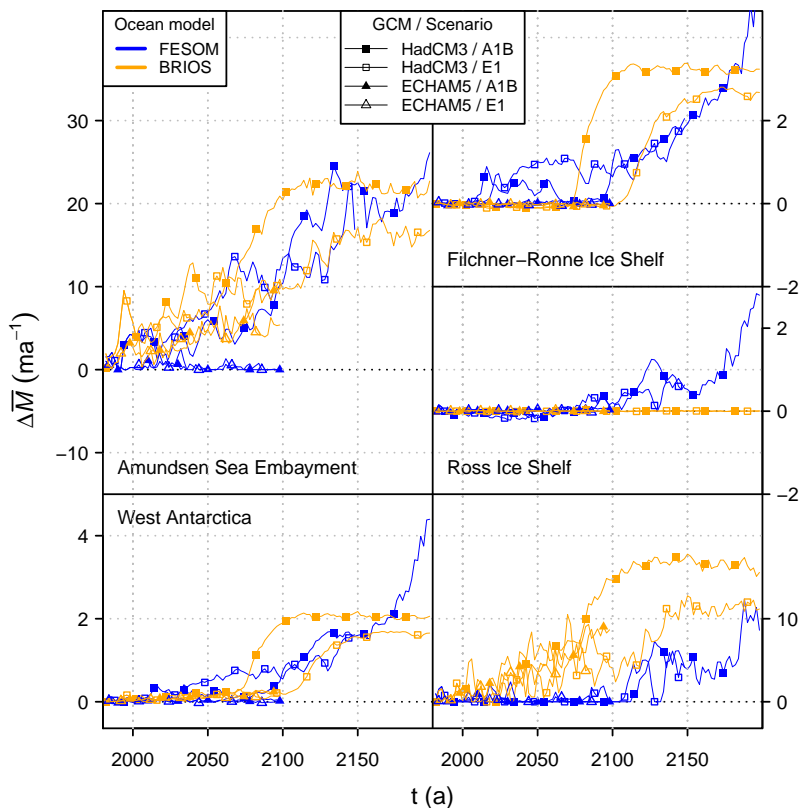 Ocean model
FESOM
BRIOS
GCM / Scenario
HadCM3 / A1B
HadCM3 / E1
ECHAM5 / A1B
ECHAM5 / E1
30
20
10
0
−10
Amundsen Sea Embayment
2
0
−2
Filchner−Ronne Ice Shelf
2
0
−2
Ross Ice Shelf
ΔM̅ (ma⁻¹)
West Antarctica
4
2
0
10
0
2000 2050 2100 2150
2000 2050 2100 2150
t (a)